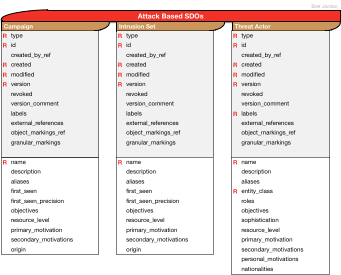 Attack Based SDOs
Campaign
R type
R id
created_by_ref
R created
R modified
R version
revoked
version_comment
labels
external_references
object_markings_ref
granular_markings
R name
description
aliases
first_seen
first_seen_precision
objectives
resource_level
primary_motivation
secondary_motivations
origin
Intrusion Set
R type
R id
created_by_ref
R created
R modified
R version
revoked
version_comment
labels
external_references
object_markings_ref
granular_markings
R name
description
aliases
first_seen
first_seen_precision
objectives
resource_level
primary_motivation
secondary_motivations
origin
Threat Actor
R type
R id
created_by_ref
R created
R modified
R version
revoked
version_comment
R labels
external_references
object_markings_ref
granular_markings
R name
description
aliases
R entity_class
roles
objectives
sophistication
resource_level
primary_motivation
secondary_motivations
personal_motivations
nationalities